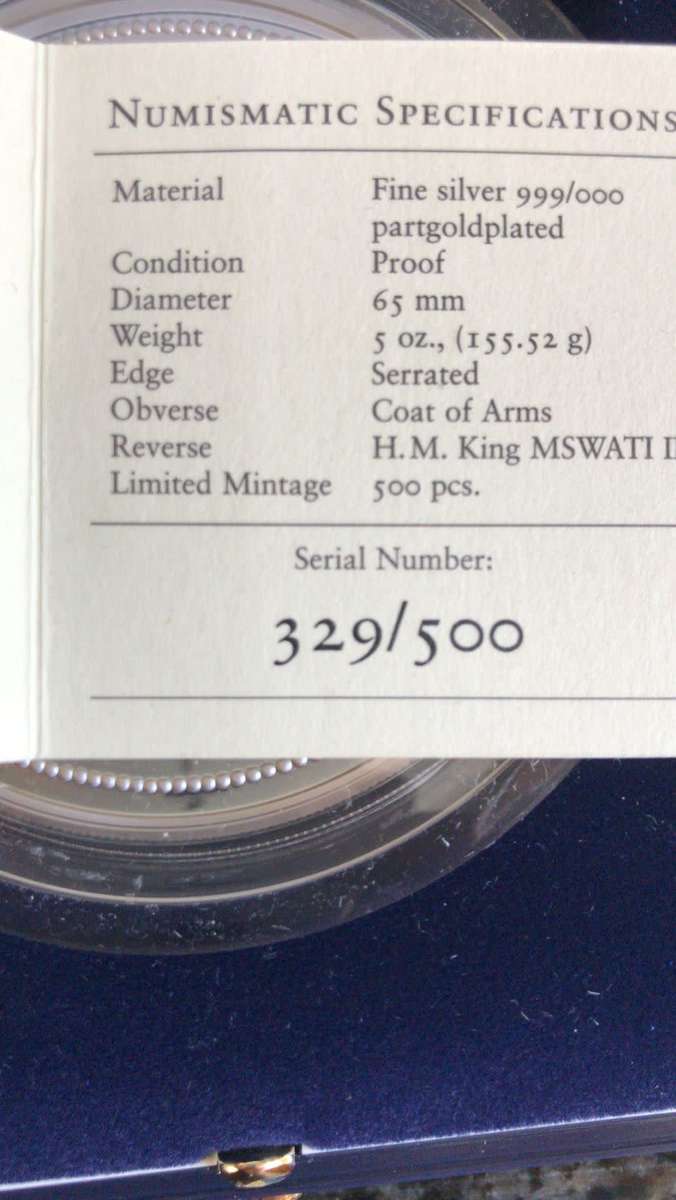 NUMISMATIC SPECIFICATIONS
Material Fine silver 999/000
partgoldplated
Condition Proof
Diameter 65 mm
Weight 5 oz., (155.52 g)
Edge Serrated
Obverse Coat of Arms
Reverse H.M. King MSWATI
Limited Mintage 500 pcs.
Serial Number:
329/500